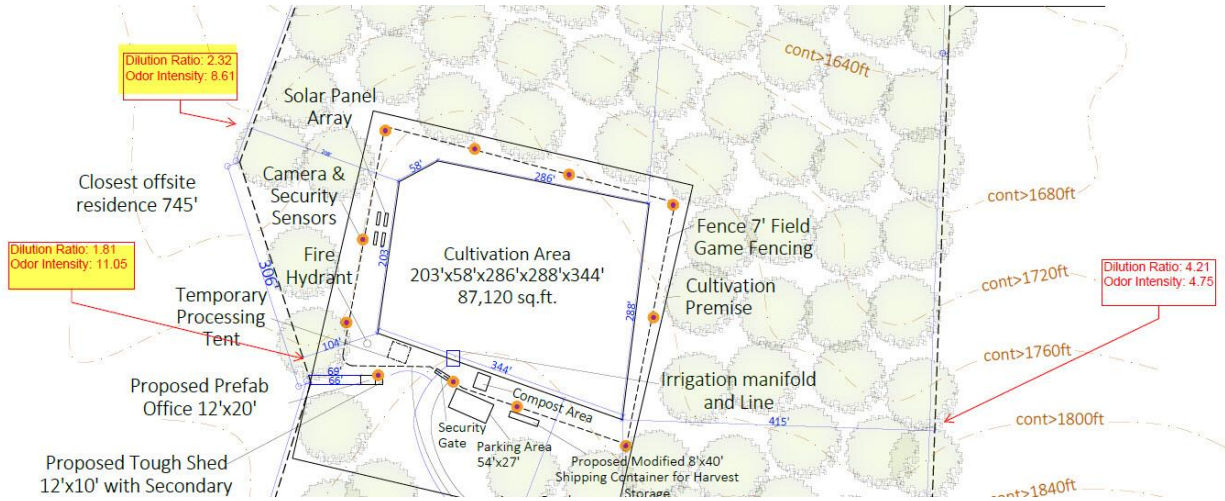 Dilution Ratio: 2.32
Odor Intensity: 8.61
cont>1640ft
Solar Panel
Array
58'
286'
Closest offsite
residence 745'
Camera &
Security
Sensors
cont>1680ft
Fence 7' Field
Game Fencing
Dilution Ratio: 1.81
Odor Intensity: 11.05
306'
Fire
Hydrant
203
Cultivation Area
203'x58'x286'x288'x344'
87,120 sq.ft.
Cultivation
Premise
288'
cont>1720ft
Dilution Ratio: 4.21
Odor Intensity: 4.75
Temporary
Processing
Tent
104'
344'
cont>1760ft
Irrigation manifold
and Line
69'
66'
Proposed Prefab
Office 12'x20'
Compost Area
415'
cont>1800ft
Security
Gate
Parking Area
54'x27'
Proposed Modified 8'x40'
Shipping Container for Harvest
Storage
Proposed Tough Shed
12'x10' with Secondary
cont>1840ft